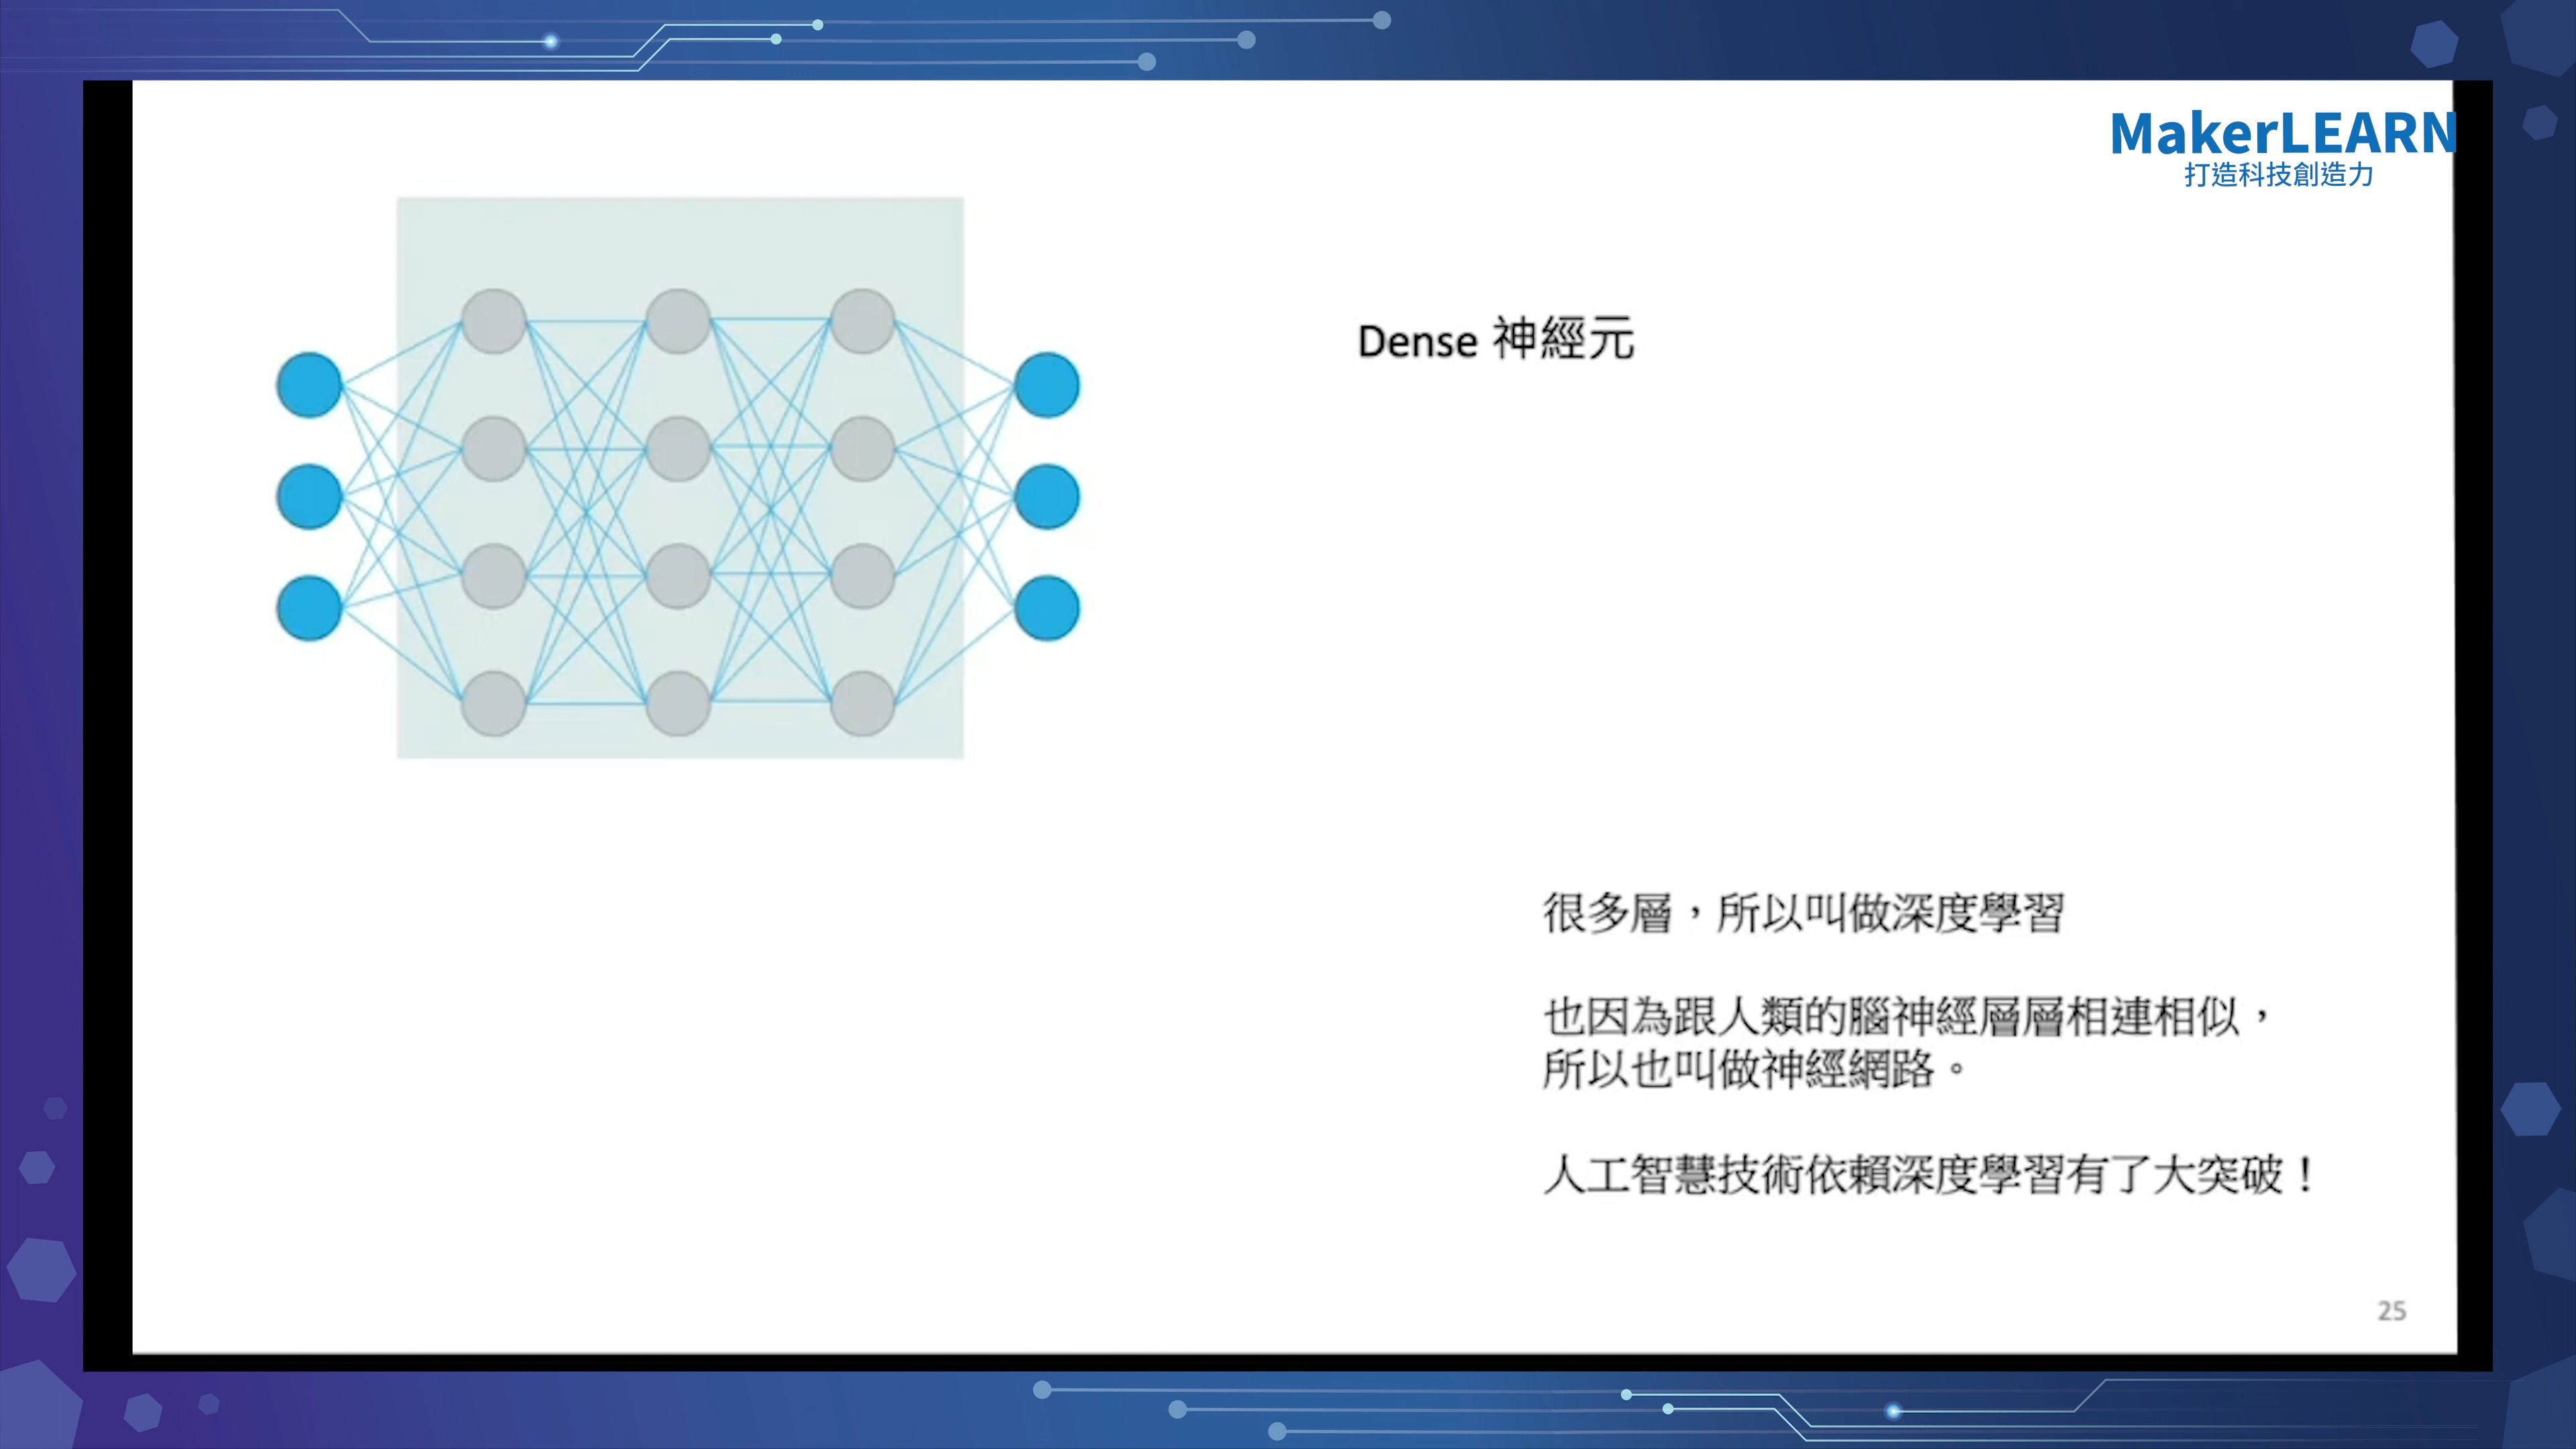 MakerLEARN
打造科技創造力
Dense 神經元
很多層，所以叫做深度學習
也因為跟人類的腦神經層層相連相似，
所以也叫做神經網路。
人工智慧技術依賴深度學習有了大突破！
25